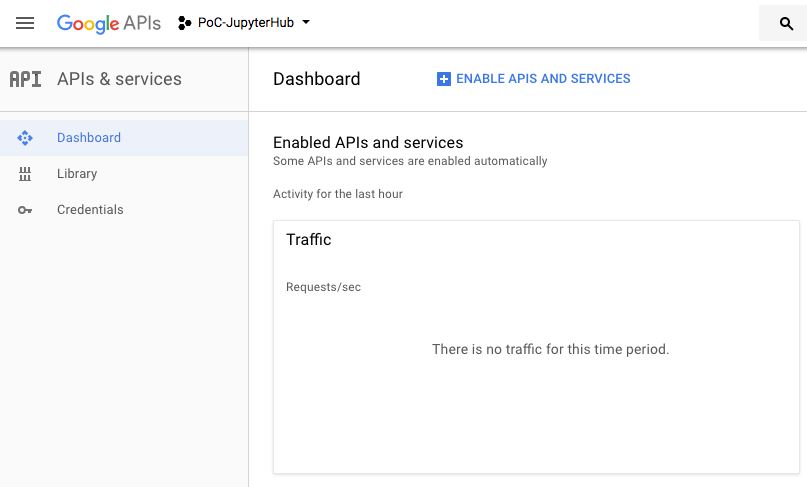 Google APIs PoC-JupyterHub
API APIs & services
Dashboard ENABLE APIS AND SERVICES
Dashboard
Library
Credentials
Enabled APIs and services
Some APIs and services are enabled automatically
Activity for the last hour
Traffic
Requests/sec
There is no traffic for this time period.